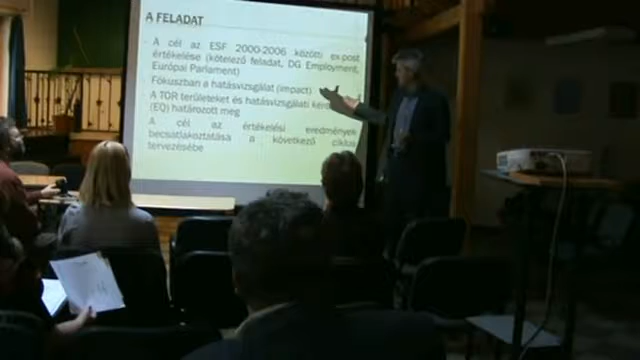 A FELADAT
A cél az ESF 2000-2006 közötti ex-post
értékelése (kötelező feladat, DG Employment,
Európai Parlament)
Fókuszban a hatásvizsgálat (impact)
A TOR területeket és hatásvizsgálati
(EQ) határozott meg
A cél az értékelési eredmények
becsatlakoztatása a következő ciklus
tervezésébe